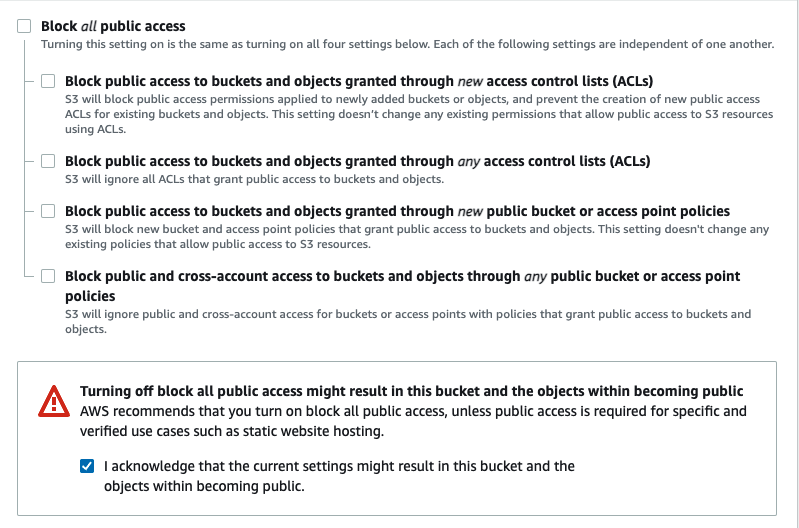 Block all public access
Turning this setting on is the same as turning on all four settings below. Each of the following settings are independent of one another.
Block public access to buckets and objects granted through new access control lists (ACLs)
S3 will block public access permissions applied to newly added buckets or objects, and prevent the creation of new public access
ACLs for existing buckets and objects. This setting doesn't change any existing permissions that allow public access to S3 resources
using ACLs.
Block public access to buckets and objects granted through any access control lists (ACLs)
S3 will ignore all ACLs that grant public access to buckets and objects.
Block public access to buckets and objects granted through new public bucket or access point policies
S3 will block new bucket and access point policies that grant public access to buckets and objects. This setting doesn't change any
existing policies that allow public access to S3 resources.
Block public and cross-account access to buckets and objects through any public bucket or access point
policies
S3 will ignore public and cross-account access for buckets or access points with policies that grant public access to buckets and
objects.
Turning off block all public access might result in this bucket and the objects within becoming public
AWS recommends that you turn on block all public access, unless public access is required for specific and
verified use cases such as static website hosting.
I acknowledge that the current settings might result in this bucket and the
objects within becoming public.